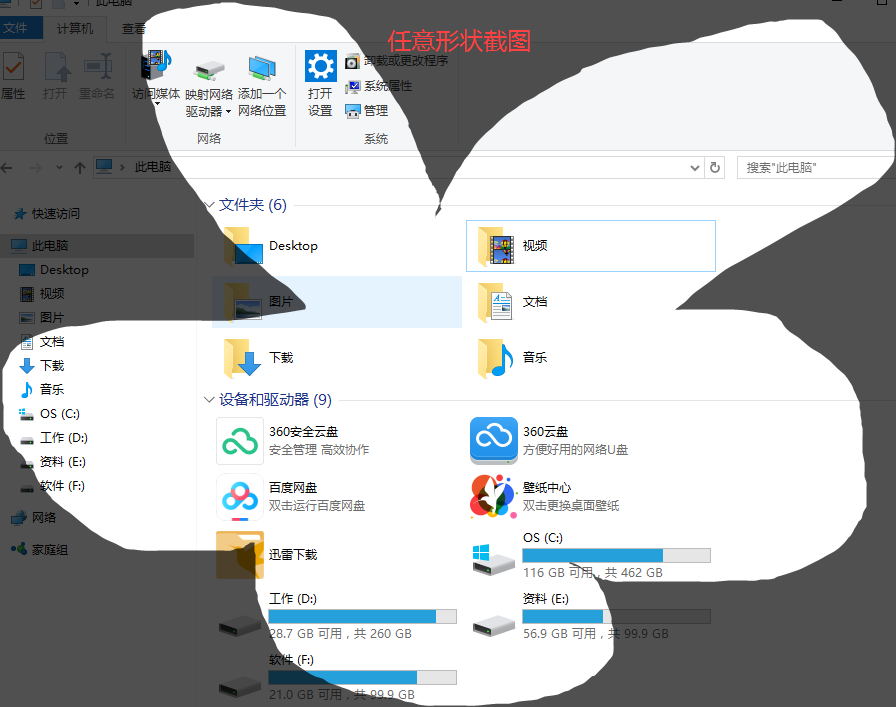 此电脑
文件 计算机 查看
任意形状截图
属性 打开 重命名 访问媒体 映射网络驱动器 添加一个网络位置 打开设置 卸载或更改程序
系统属性
管理
位置 网络 系统
此电脑 搜索"此电脑"
快速访问
此电脑
Desktop
视频
图片
文档
下载
音乐
OS (C:)
工作 (D:)
资料 (E:)
软件 (F:)
网络
家庭组
文件夹 (6)
Desktop 视频
图片 文档
下载 音乐
设备和驱动器 (9)
360安全云盘 360云盘
安全管理 高效协作 方便好用的网络U盘
百度网盘 壁纸中心
双击运行百度网盘 双击更换桌面壁纸
迅雷下载 OS (C:)
116 GB 可用，共 462 GB
工作 (D:) 资料 (E:)
28.7 GB 可用，共 260 GB 56.9 GB 可用，共 99.9 GB
软件 (F:)
21.0 GB 可用，共 99.9 GB